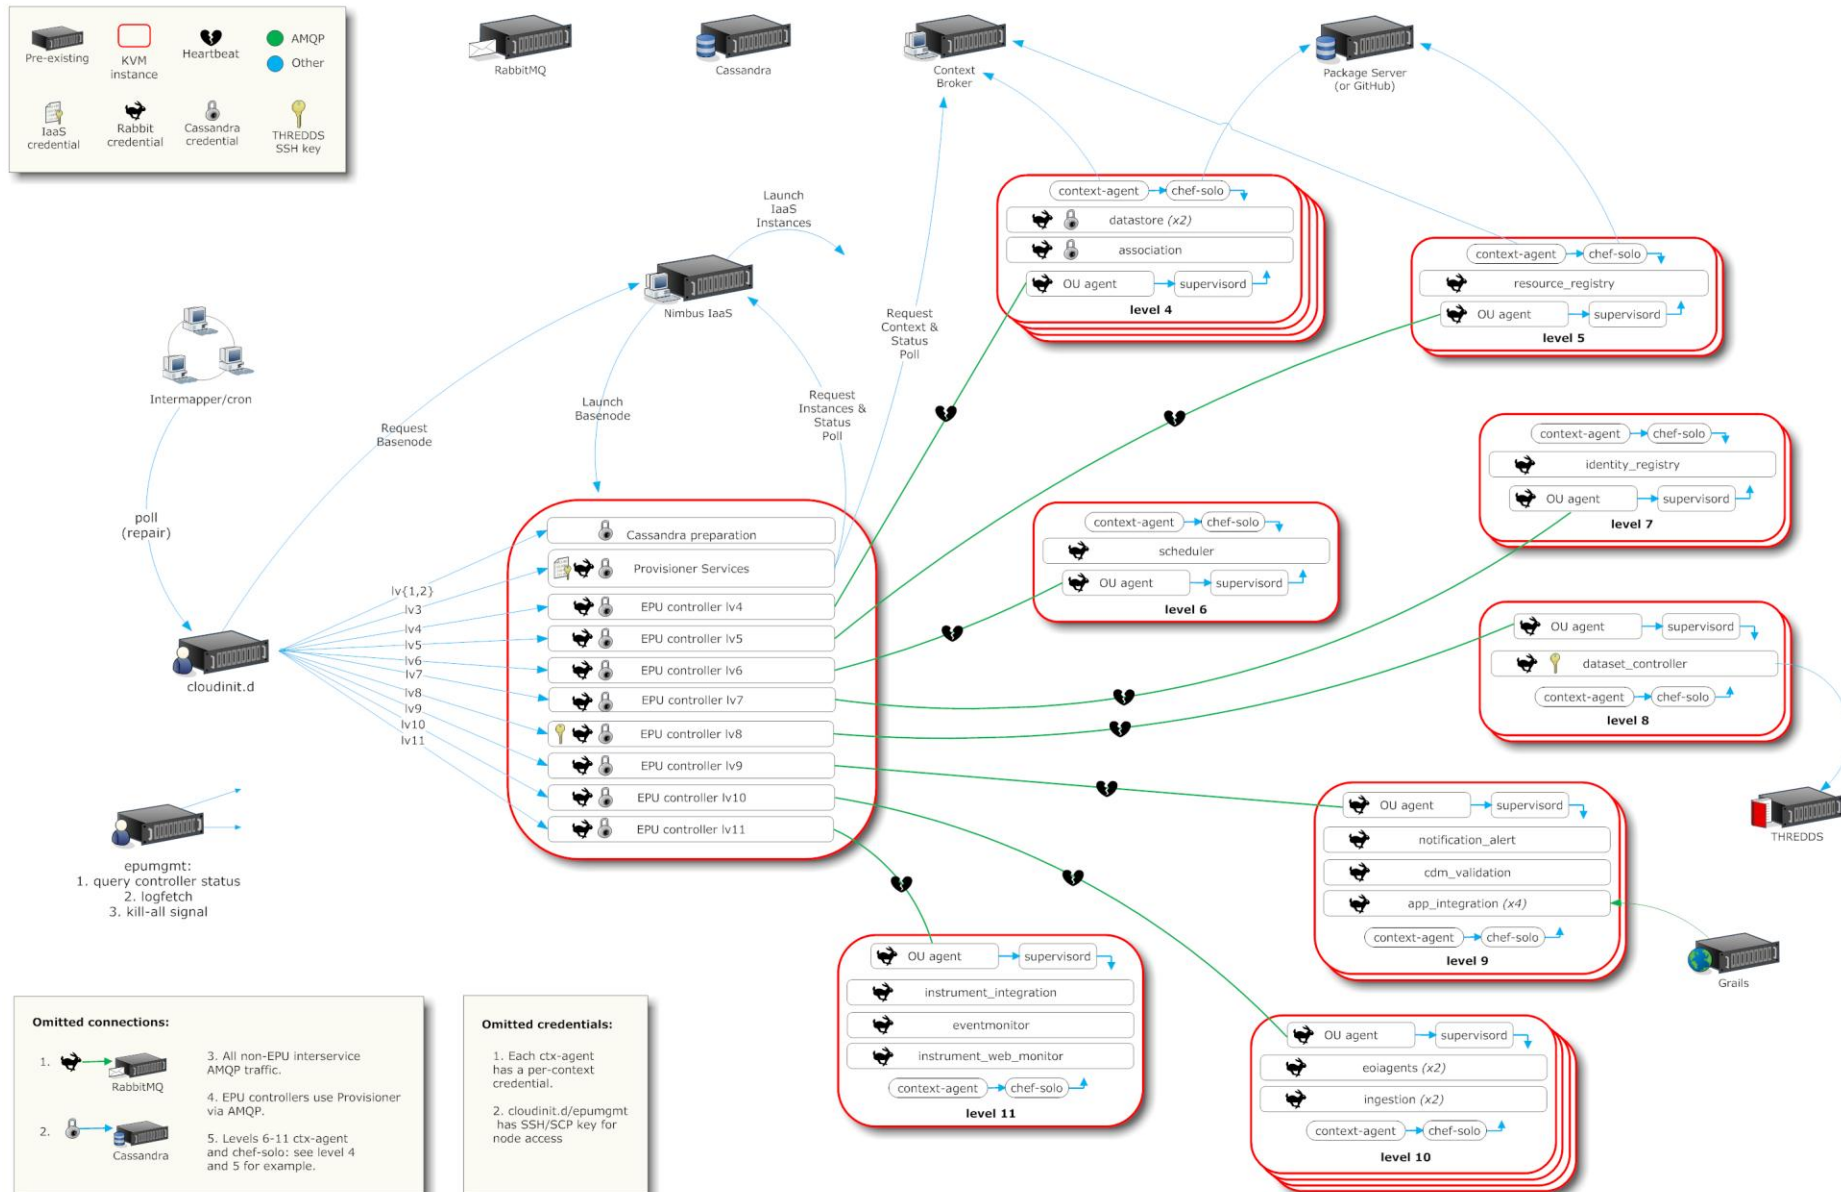 Pre-existing
KVM
instance
Heartbeat
AMQP
Other
IaaS
credential
Rabbit
credential
Cassandra
credential
THREDDS
SSH key
RabbitMQ
Cassandra
Context
Broker
Package Server
(or GitHub)
Launch
IaaS
Instances
Nimbus IaaS
Intermapper/cron
Request
Basenode
Launch
Basenode
Request
Instances &
Status
Poll
Request
Context &
Status
Poll
poll
(repair)
cloudinit.d
lv{1,2}
lv3
lv4
lv5
lv6
lv7
lv8
lv9
lv10
lv11
epumgmt:
1. query controller status
2. logfetch
3. kill-all signal
Cassandra preparation
Provisioner Services
EPU controller lv4
EPU controller lv5
EPU controller lv6
EPU controller lv7
EPU controller lv8
EPU controller lv9
EPU controller lv10
EPU controller lv11
context-agent chef-solo
datastore (x2)
association
OU agent supervisord
level 4
context-agent chef-solo
resource_registry
OU agent supervisord
level 5
context-agent chef-solo
scheduler
OU agent supervisord
level 6
context-agent chef-solo
identity_registry
OU agent supervisord
level 7
OU agent supervisord
dataset_controller
context-agent chef-solo
level 8
THREDDS
OU agent supervisord
notification_alert
cdm_validation
app_integration (x4)
context-agent chef-solo
level 9
Grails
OU agent supervisord
eoiagents (x2)
ingestion (x2)
context-agent chef-solo
level 10
OU agent supervisord
instrument_integration
eventmonitor
instrument_web_monitor
context-agent chef-solo
level 11
Omitted connections:
1.
RabbitMQ
2.
Cassandra
3. All non-EPU interservice
AMQP traffic.
4. EPU controllers use Provisioner
via AMQP.
5. Levels 6-11 ctx-agent
and chef-solo: see level 4
and 5 for example.
Omitted credentials:
1. Each ctx-agent
has a per-context
credential.
2. cloudinit.d/epumgmt
has SSH/SCP key for
node access